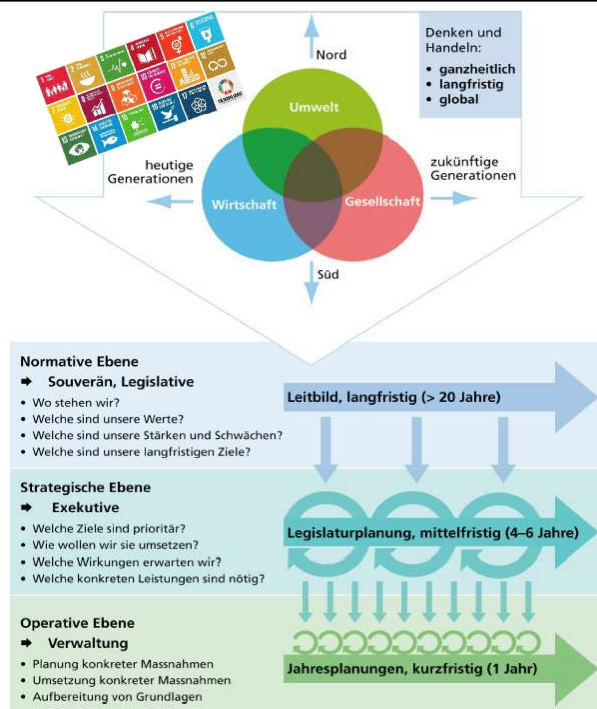 Nord
Denken und
Handeln:
• ganzheitlich
• langfristig
• global
Umwelt
heutige
Generationen
zukünftige
Generationen
Wirtschaft
Gesellschaft
Süd
Normative Ebene
➡ Souverän, Legislative
• Wo stehen wir?
• Welche sind unsere Werte?
• Welche sind unsere Stärken und Schwächen?
• Welche sind unsere langfristigen Ziele?
Leitbild, langfristig (> 20 Jahre)
Strategische Ebene
➡ Exekutive
• Welche Ziele sind prioritär?
• Wie wollen wir sie umsetzen?
• Welche Wirkungen erwarten wir?
• Welche konkreten Leistungen sind nötig?
Legislaturplanung, mittelfristig (4–6 Jahre)
Operative Ebene
➡ Verwaltung
• Planung konkreter Massnahmen
• Umsetzung konkreter Massnahmen
• Aufbereitung von Grundlagen
Jahresplanungen, kurzfristig (1 Jahr)